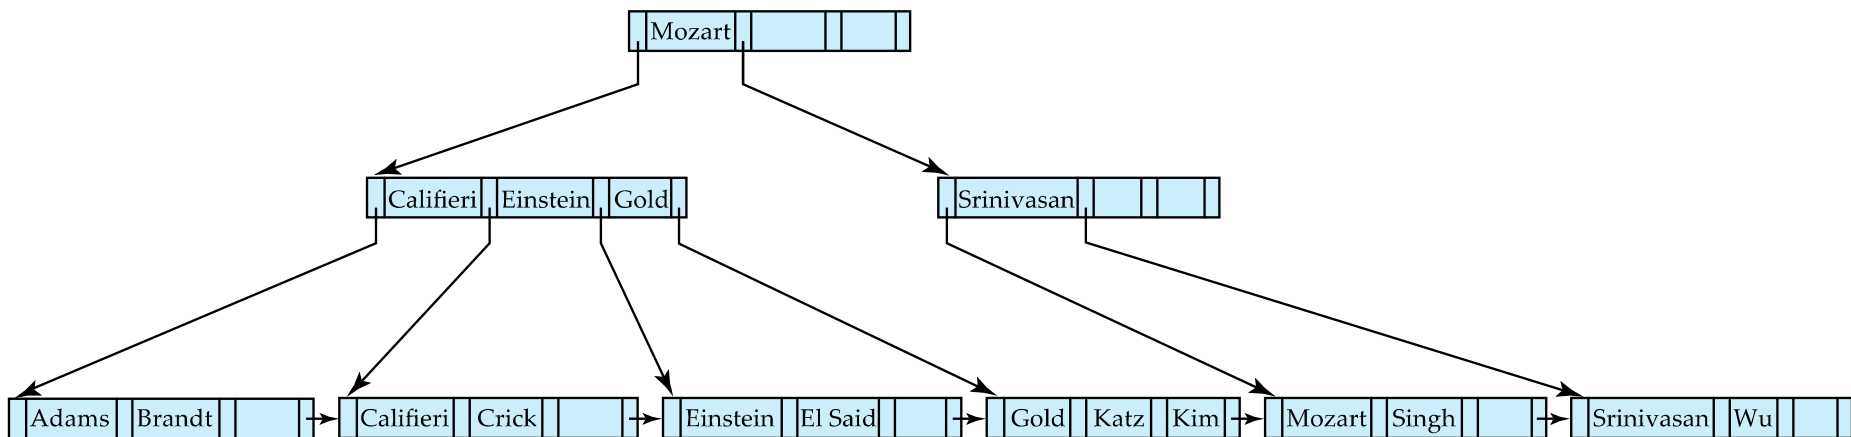 Mozart
Califieri Einstein Gold Srinivasan
Adams Brandt Califieri Crick Einstein El Said Gold Katz Kim Mozart Singh Srinivasan Wu